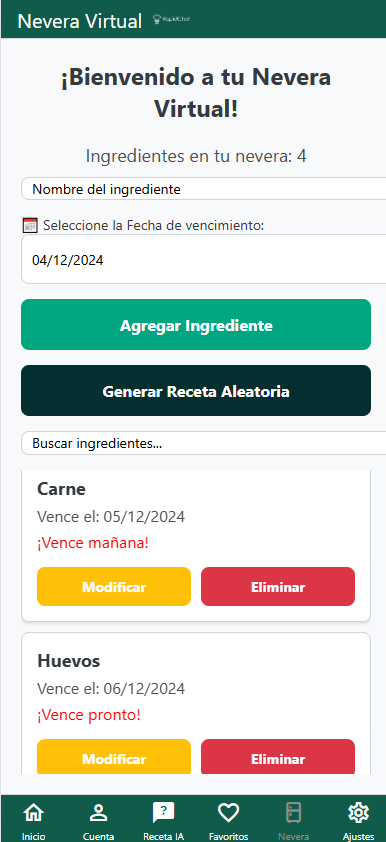 Nevera Virtual RapidChef
¡Bienvenido a tu Nevera
Virtual!
Ingredientes en tu nevera: 4
Nombre del ingrediente
Seleccione la Fecha de vencimiento:
04/12/2024
Agregar Ingrediente
Generar Receta Aleatoria
Buscar ingredientes...
Carne
Vence el: 05/12/2024
¡Vence mañana!
Modificar Eliminar
Huevos
Vence el: 06/12/2024
¡Vence pronto!
Modificar Eliminar
Inicio Cuenta Receta IA Favoritos Nevera Ajustes